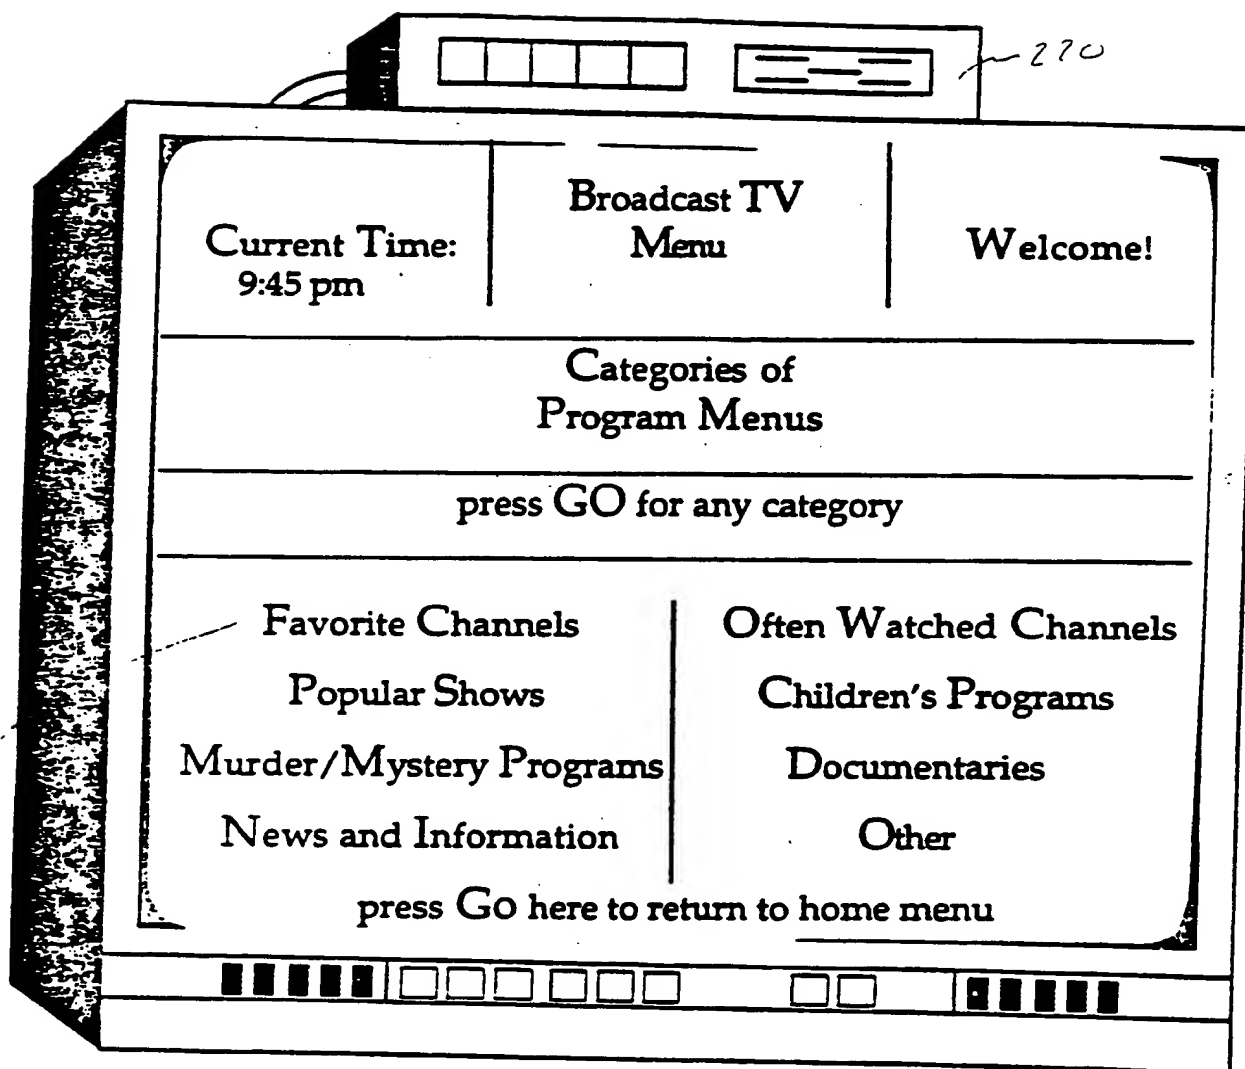 220
Broadcast TV
Menu
Current Time:
9:45 pm
Welcome!
Categories of
Program Menus
press GO for any category
Favorite Channels
Often Watched Channels
Popular Shows
Children's Programs
Murder/Mystery Programs
Documentaries
News and Information
Other
press Go here to return to home menu